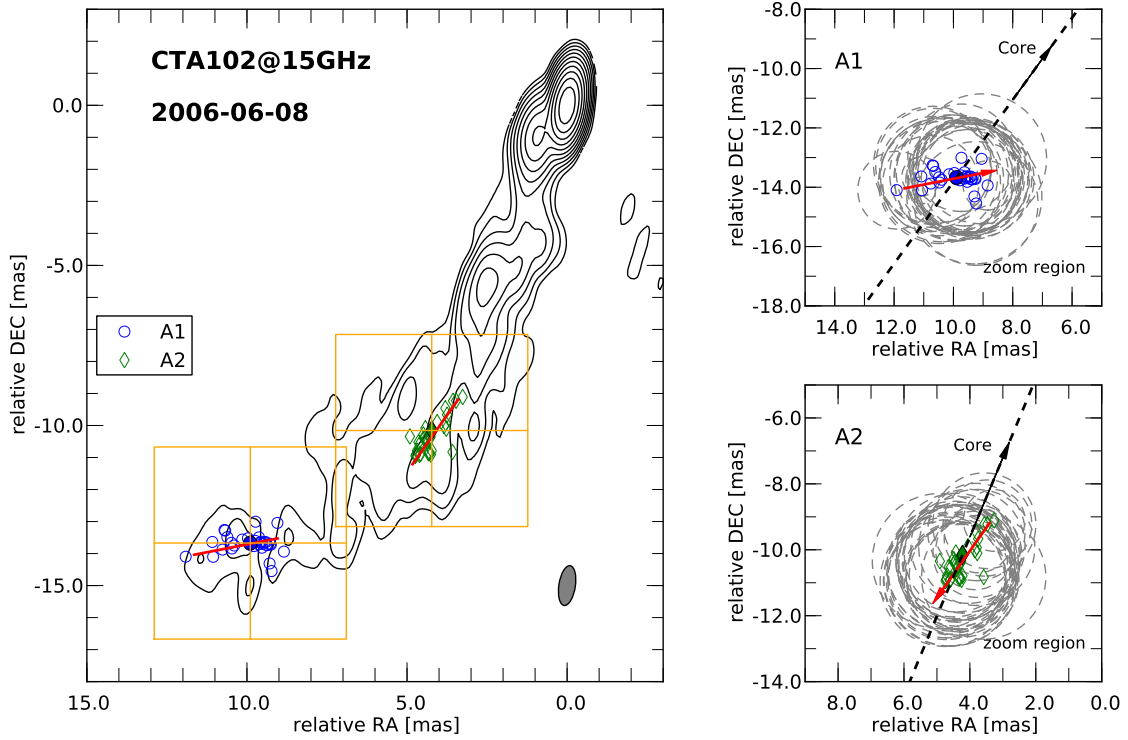 CTA102@15GHz
2006-06-08
0.0
-5.0
-10.0
-15.0
relative DEC [mas]
A1
A2
15.0 10.0 5.0 0.0
relative RA [mas]
-8.0
-10.0
-12.0
-14.0
-16.0
-18.0
relative DEC [mas]
A1
Core
zoom region
14.0 12.0 10.0 8.0 6.0
relative RA [mas]
-6.0
-8.0
-10.0
-12.0
-14.0
relative DEC [mas]
A2
Core
zoom region
8.0 6.0 4.0 2.0 0.0
relative RA [mas]